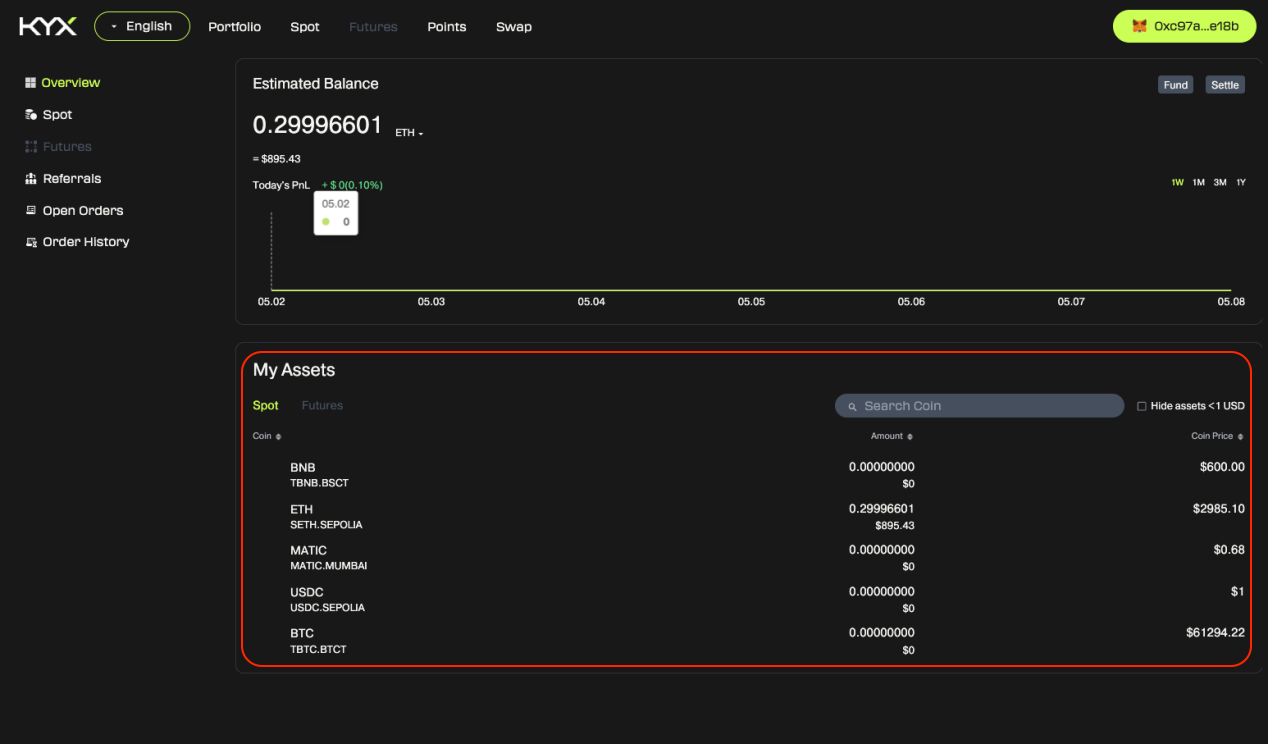 KYX English Portfolio Spot Futures Points Swap 0xc97a...e18b
Overview
Spot
Futures
Referrals
Open Orders
Order History
Estimated Balance Fund Settle
0.29996601 ETH
= $895.43
Today's PnL + $ 0(0.10%) 1W 1M 3M 1Y
05.02
0
05.02 05.03 05.04 05.05 05.06 05.07 05.08
My Assets
Spot Futures Search Coin Hide assets <1 USD
Coin Amount Coin Price
BNB 0.00000000 $600.00
TBNB.BSCT $0
ETH 0.29996601 $2985.10
SETH.SEPOLIA $895.43
MATIC 0.00000000 $0.68
MATIC.MUMBAI $0
USDC 0.00000000 $1
USDC.SEPOLIA $0
BTC 0.00000000 $61294.22
TBTC.BTCT $0